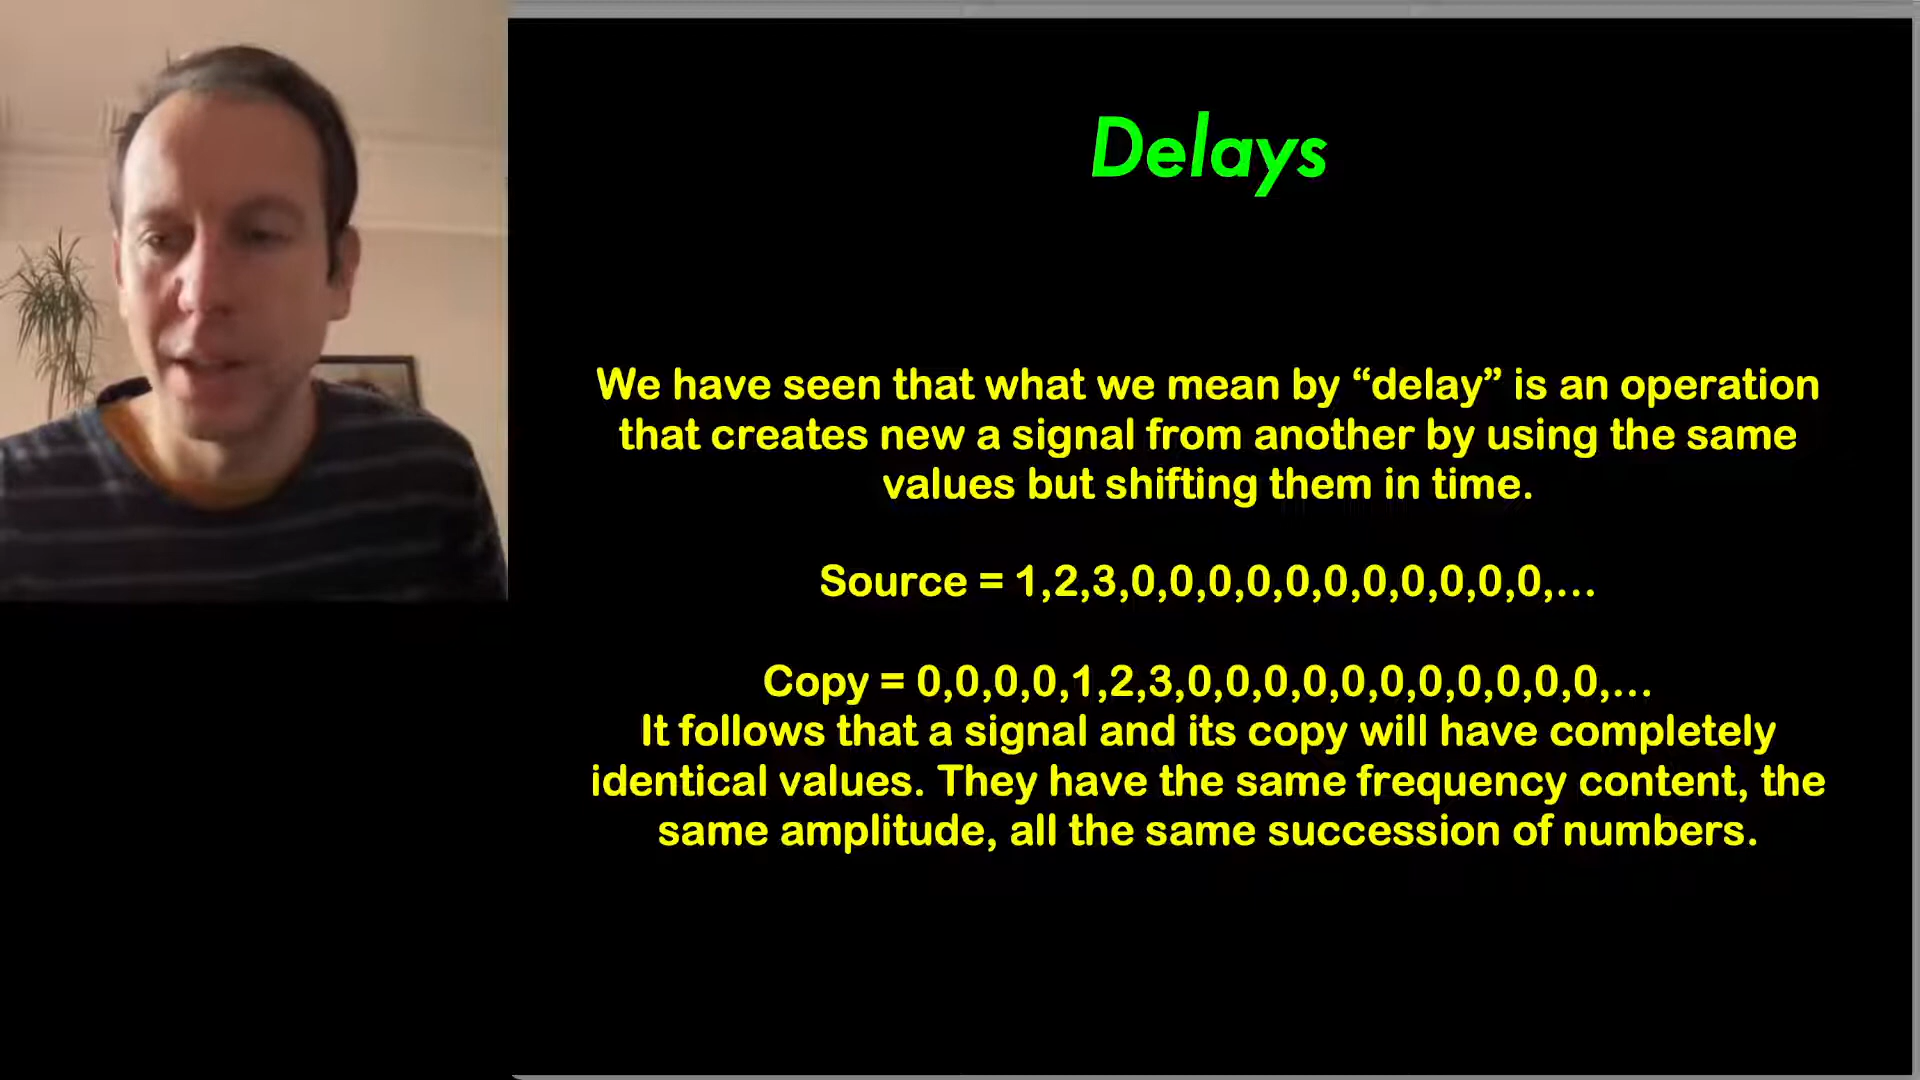 Delays
We have seen that what we mean by “delay” is an operation
that creates new a signal from another by using the same
values but shifting them in time.
Source = 1,2,3,0,0,0,0,0,0,0,0,0,0,0,…
Copy = 0,0,0,0,1,2,3,0,0,0,0,0,0,0,0,0,0,0,…
It follows that a signal and its copy will have completely
identical values. They have the same frequency content, the
same amplitude, all the same succession of numbers.